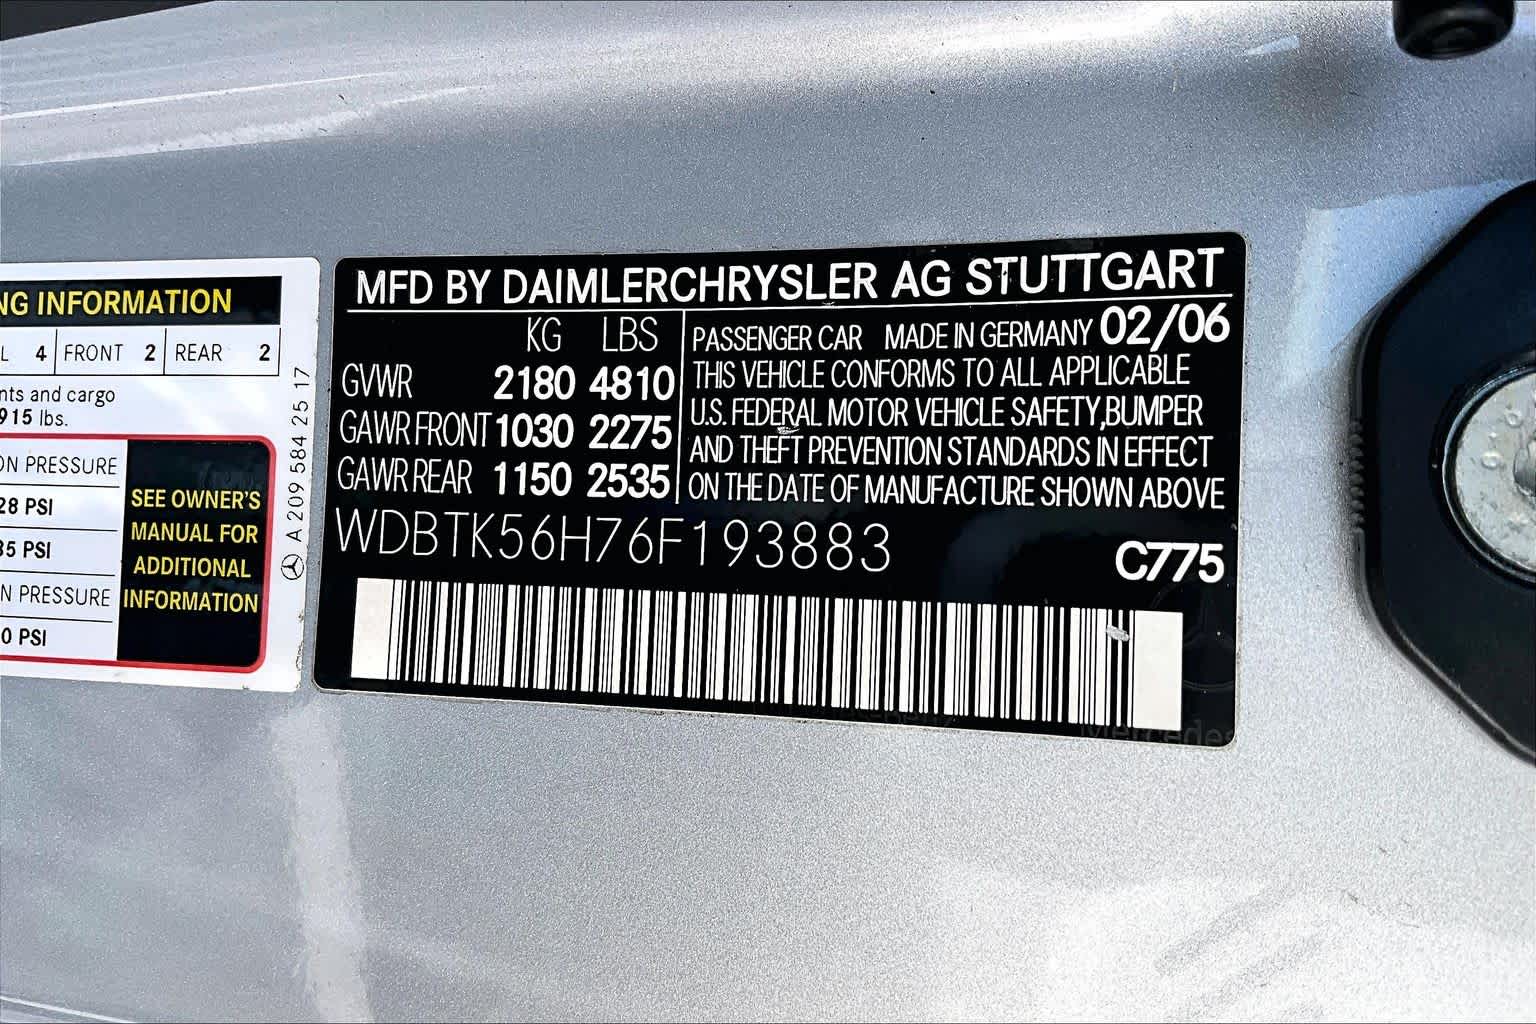 NG INFORMATION
L 4 FRONT 2 REAR 2
nts and cargo
915 lbs.
ON PRESSURE
28 PSI
35 PSI
N PRESSURE
0 PSI
SEE OWNER'S
MANUAL FOR
ADDITIONAL
INFORMATION
A 209 584 25 17
MFD BY DAIMLERCHRYSLER AG STUTTGART
KG LBS
GVWR 2180 4810
GAWR FRONT 1030 2275
GAWR REAR 1150 2535
PASSENGER CAR MADE IN GERMANY 02/06
THIS VEHICLE CONFORMS TO ALL APPLICABLE
U.S. FEDERAL MOTOR VEHICLE SAFETY,BUMPER
AND THEFT PREVENTION STANDARDS IN EFFECT
ON THE DATE OF MANUFACTURE SHOWN ABOVE
WDBTK56H76F193883
C775
Mercedes